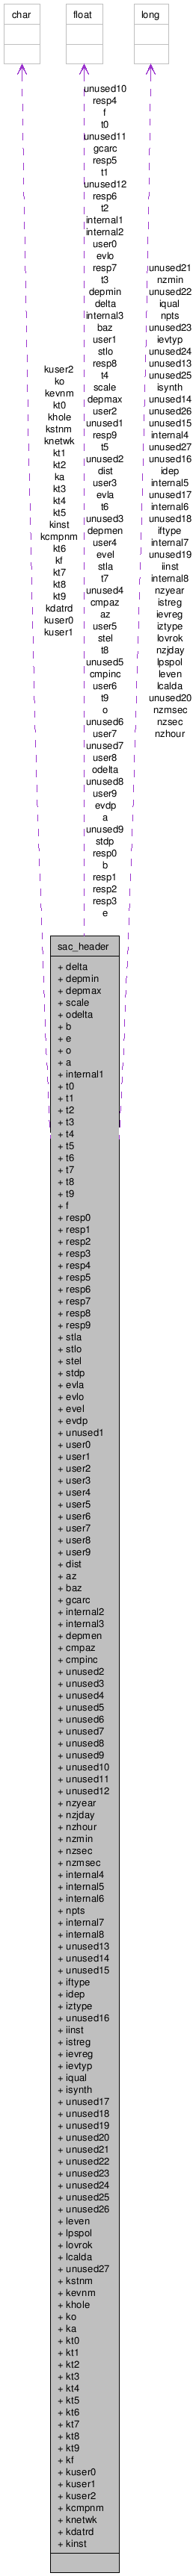 char
float
long
unused10
resp4
f
t0
unused11
gcarc
resp5
t1
unused12
resp6
t2
internal1
internal2
user0
evlo
resp7
t3
depmin
delta
internal3
baz
user1
stlo
resp8
t4
scale
depmax
user2
unused1
resp9
t5
unused2
dist
user3
evla
t6
unused3
depmen
user4
evel
stla
t7
unused4
cmpaz
az
user5
stel
t8
unused5
cmpinc
user6
t9
o
unused6
user7
unused7
user8
odelta
unused8
user9
evdp
a
unused9
stdp
resp0
b
resp1
resp2
resp3
e
unused21
nzmin
unused22
iqual
npts
unused23
ievtyp
unused24
unused13
unused25
isynth
unused14
unused26
unused15
internal4
unused27
unused16
idep
internal5
unused17
internal6
unused18
iftype
internal7
unused19
iinst
internal8
nzyear
istreg
ievreg
iztype
lovrok
nzjday
lpspol
leven
lcalda
unused20
nzmsec
nzsec
nzhour
kuser2
ko
kevnm
kt0
khole
kstnm
knetwk
kt1
kt2
ka
kt3
kt4
kt5
kinst
kcmpnm
kt6
kf
kt7
kt8
kt9
kdatrd
kuser0
kuser1
sac_header
+ delta
+ depmin
+ depmax
+ scale
+ odelta
+ b
+ e
+ o
+ a
+ internal1
+ t0
+ t1
+ t2
+ t3
+ t4
+ t5
+ t6
+ t7
+ t8
+ t9
+ f
+ resp0
+ resp1
+ resp2
+ resp3
+ resp4
+ resp5
+ resp6
+ resp7
+ resp8
+ resp9
+ stla
+ stlo
+ stel
+ stdp
+ evla
+ evlo
+ evel
+ evdp
+ unused1
+ user0
+ user1
+ user2
+ user3
+ user4
+ user5
+ user6
+ user7
+ user8
+ user9
+ dist
+ az
+ baz
+ gcarc
+ internal2
+ internal3
+ depmen
+ cmpaz
+ cmpinc
+ unused2
+ unused3
+ unused4
+ unused5
+ unused6
+ unused7
+ unused8
+ unused9
+ unused10
+ unused11
+ unused12
+ nzyear
+ nzjday
+ nzhour
+ nzmin
+ nzsec
+ nzmsec
+ internal4
+ internal5
+ internal6
+ npts
+ internal7
+ internal8
+ unused13
+ unused14
+ unused15
+ iftype
+ idep
+ iztype
+ unused16
+ iinst
+ istreg
+ ievreg
+ ievtyp
+ iqual
+ isynth
+ unused17
+ unused18
+ unused19
+ unused20
+ unused21
+ unused22
+ unused23
+ unused24
+ unused25
+ unused26
+ leven
+ lpspol
+ lovrok
+ lcalda
+ unused27
+ kstnm
+ kevnm
+ khole
+ ko
+ ka
+ kt0
+ kt1
+ kt2
+ kt3
+ kt4
+ kt5
+ kt6
+ kt7
+ kt8
+ kt9
+ kf
+ kuser0
+ kuser1
+ kuser2
+ kcmpnm
+ knetwk
+ kdatrd
+ kinst